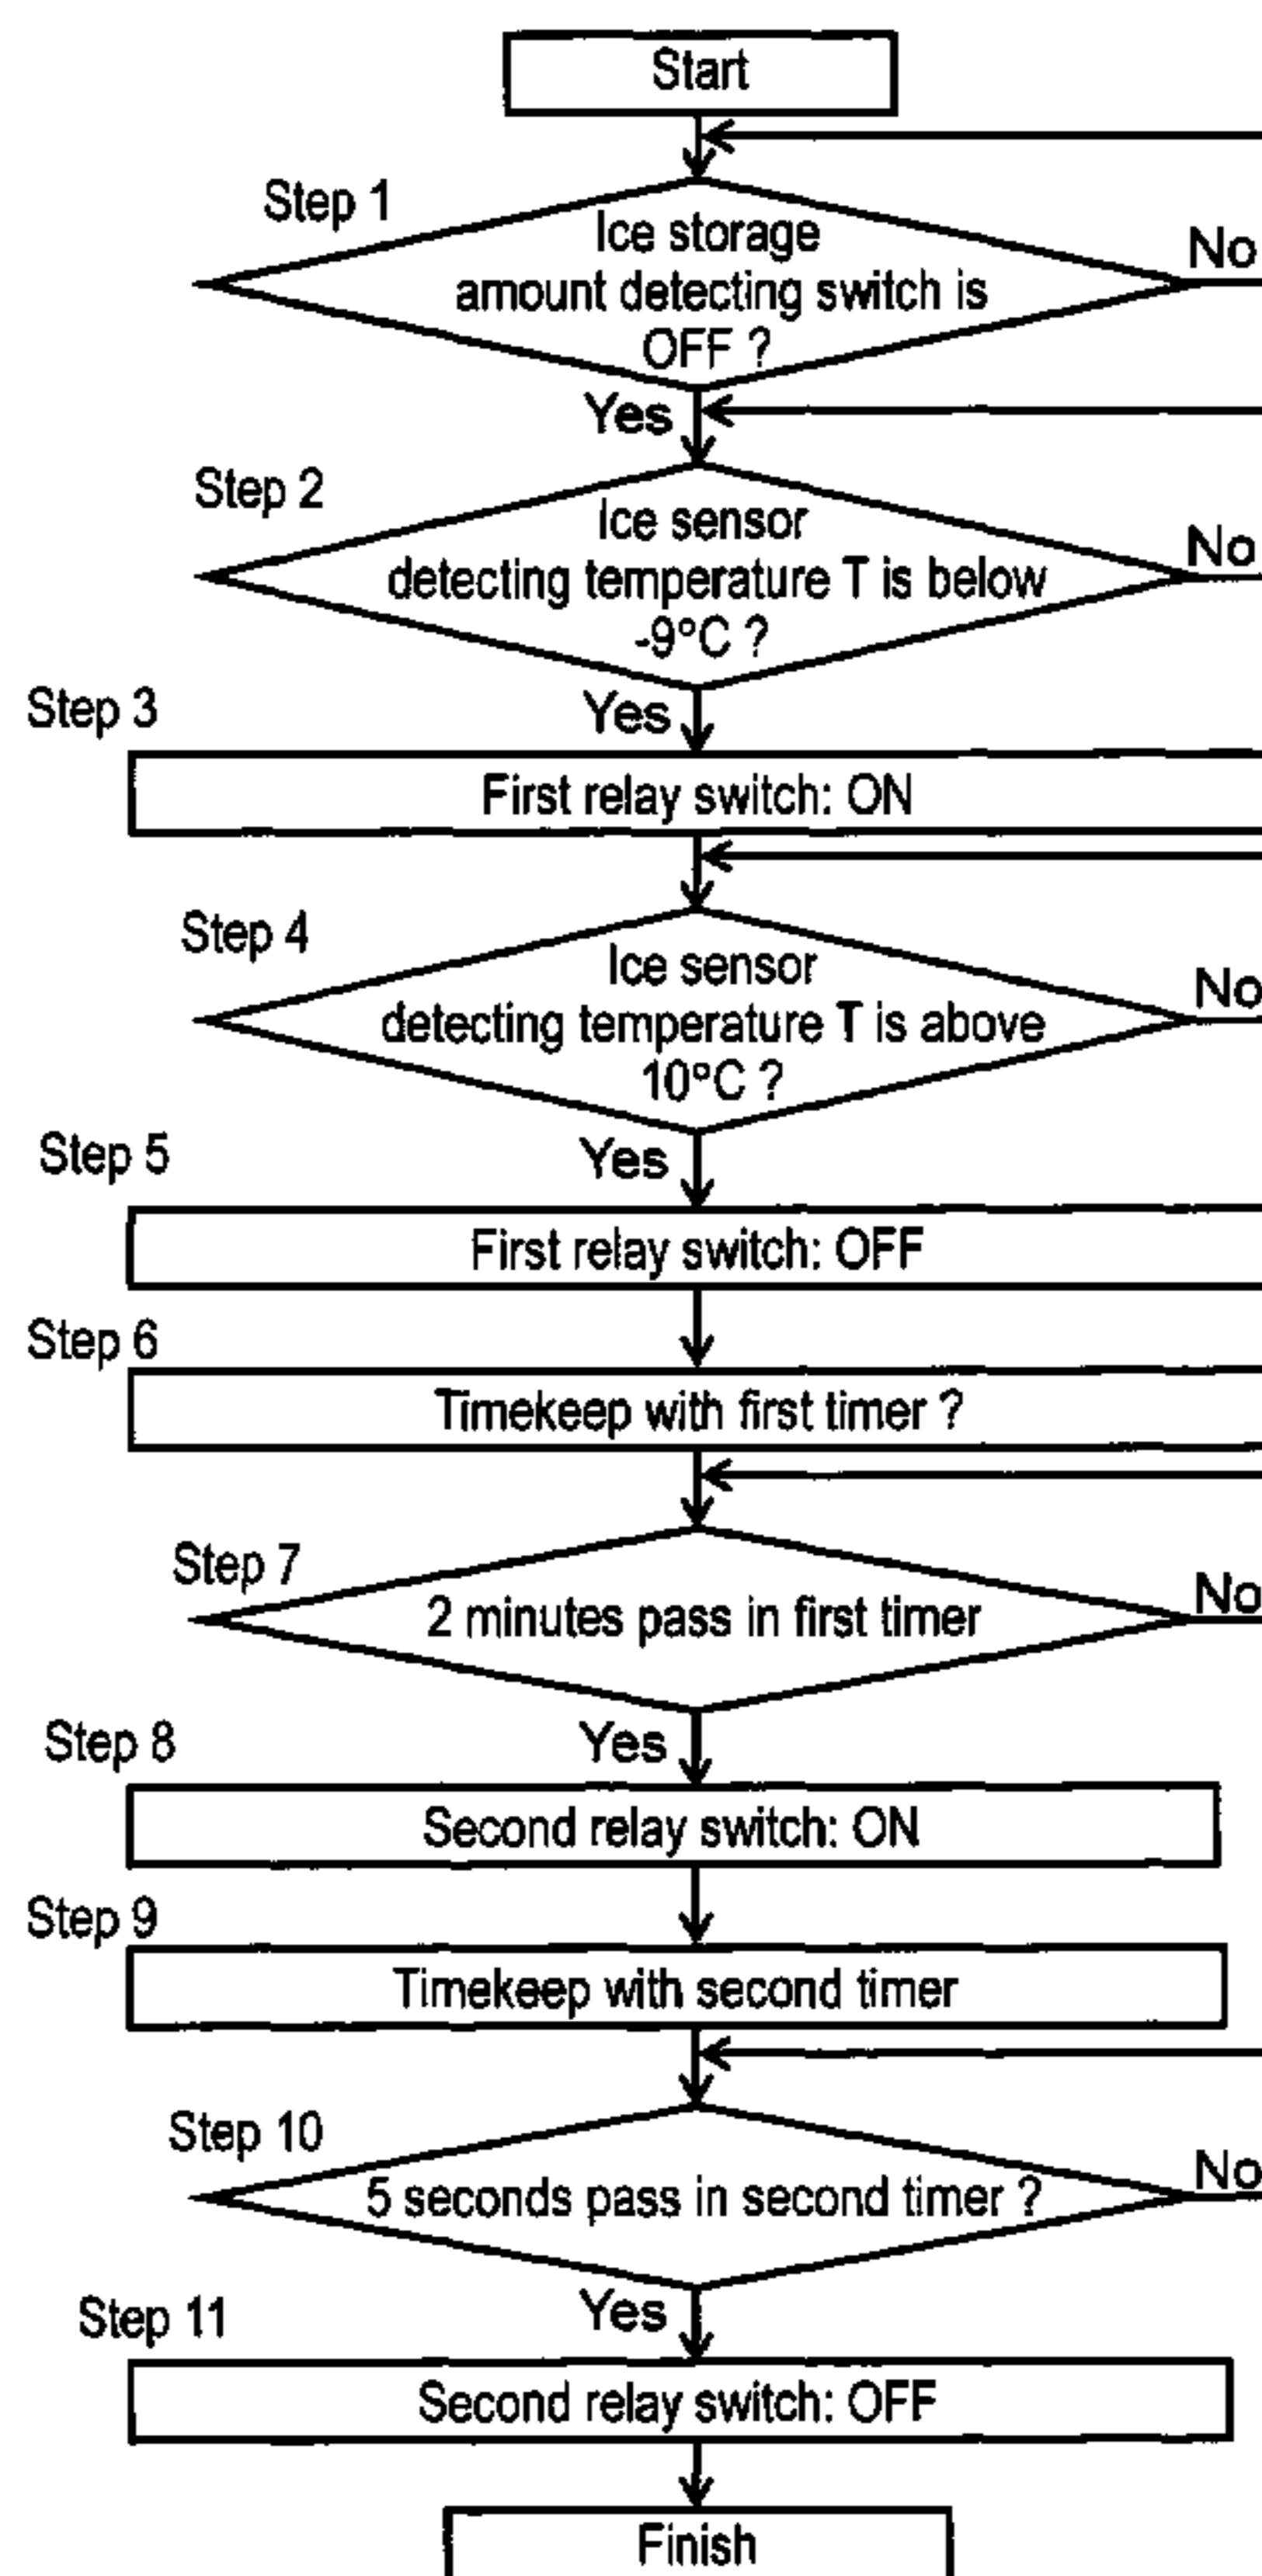 Start
Step 1
Ice storage
amount detecting switch is
OFF ?
No
Yes
Step 2
Ice sensor
detecting temperature T is below
-9°C ?
No
Yes
Step 3
First relay switch: ON
Step 4
Ice sensor
detecting temperature T is above
10°C ?
No
Yes
Step 5
First relay switch: OFF
Step 6
Timekeep with first timer ?
Step 7
2 minutes pass in first timer
No
Yes
Step 8
Second relay switch: ON
Step 9
Timekeep with second timer
Step 10
5 seconds pass in second timer ?
No
Yes
Step 11
Second relay switch: OFF
Finish